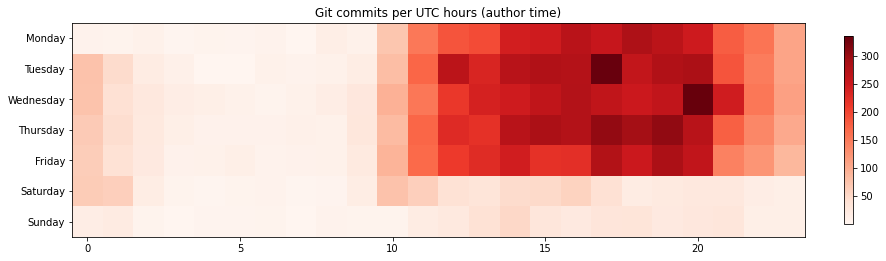 Git commits per UTC hours (author time)
Monday
Tuesday
Wednesday
Thursday
Friday
Saturday
Sunday
0 5 10 15 20
300
250
200
150
100
50